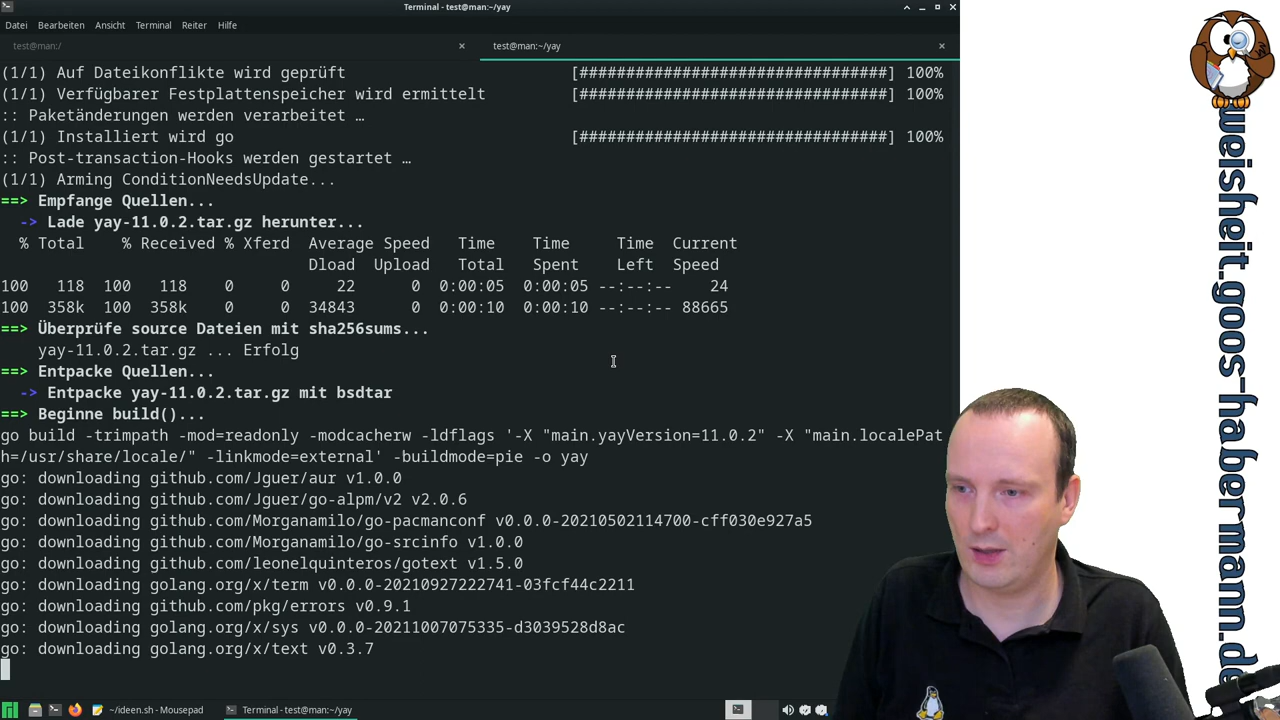 Terminal - test@man:~/yay
Datei Bearbeiten Ansicht Terminal Reiter Hilfe
test@man:/
test@man:~/yay
(1/1) Auf Dateikonflikte wird geprüft [################################] 100%
(1/1) Verfügbarer Festplattenspeicher wird ermittelt [################################] 100%
:: Paketänderungen werden verarbeitet …
(1/1) Installiert wird go [################################] 100%
:: Post-transaction-Hooks werden gestartet …
(1/1) Arming ConditionNeedsUpdate...
==> Empfange Quellen...
-> Lade yay-11.0.2.tar.gz herunter...
% Total % Received % Xferd Average Speed Time Time Time Current
Dload Upload Total Spent Left Speed
100 118 100 118 0 0 22 0 0:00:05 0:00:05 --:--:-- 24
100 358k 100 358k 0 0 34843 0 0:00:10 0:00:10 --:--:-- 88665
==> Überprüfe source Dateien mit sha256sums...
yay-11.0.2.tar.gz ... Erfolg
==> Entpacke Quellen...
-> Entpacke yay-11.0.2.tar.gz mit bsdtar
==> Beginne build()...
go build -trimpath -mod=readonly -modcacherw -ldflags '-X "main.yayVersion=11.0.2" -X "main.localePat
h=/usr/share/locale/" -linkmode=external' -buildmode=pie -o yay
go: downloading github.com/Jguer/aur v1.0.0
go: downloading github.com/Jguer/go-alpm/v2 v2.0.6
go: downloading github.com/Morganamilo/go-pacmanconf v0.0.0-20210502114700-cff030e927a5
go: downloading github.com/Morganamilo/go-srcinfo v1.0.0
go: downloading github.com/leonelquinteros/gotext v1.5.0
go: downloading golang.org/x/term v0.0.0-20210927222741-03fcf44c2211
go: downloading github.com/pkg/errors v0.9.1
go: downloading golang.org/x/sys v0.0.0-20211007075335-d3039528d8ac
go: downloading golang.org/x/text v0.3.7
~/ideen.sh - Mousepad
Terminal - test@man:~/yay
weisheit.goos-habermann.de